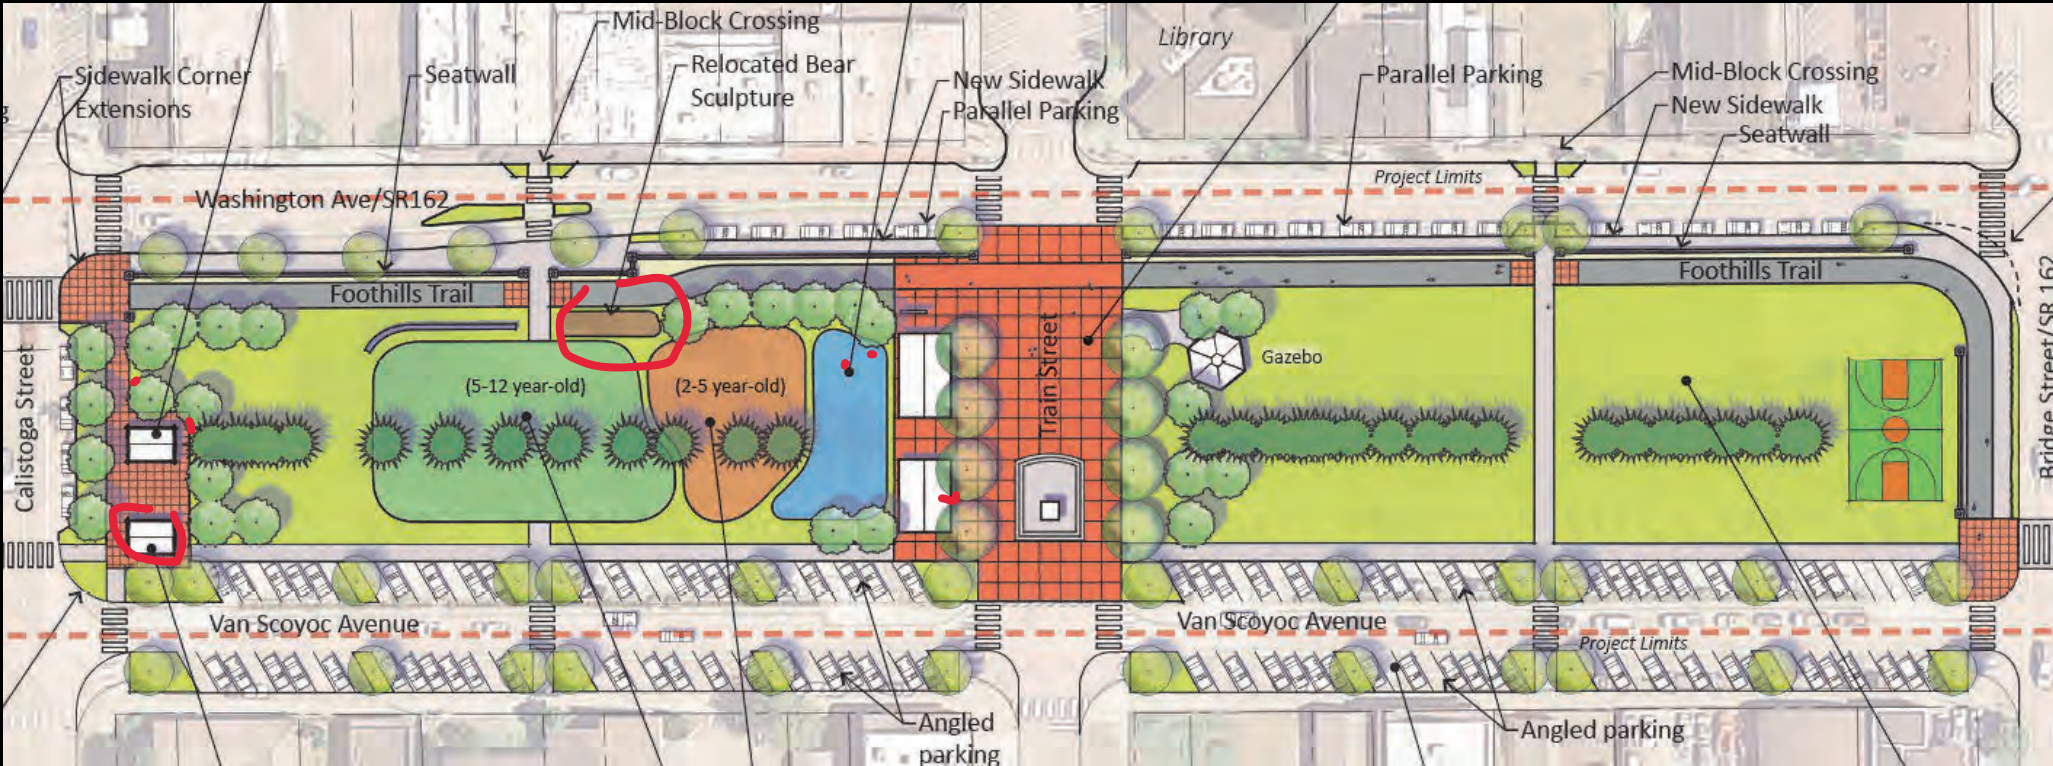 Mid-Block Crossing
Library
Sidewalk Corner
Extensions
Seatwall
Relocated Bear
Sculpture
New Sidewalk
Parallel Parking
Parallel Parking
Mid-Block Crossing
New Sidewalk
Seatwall
Project Limits
Washington Ave/SR162
Foothills Trail
Foothills Trail
Calistoga Street
(5-12 year-old)
(2-5 year-old)
Train Street
Gazebo
Bridge Street/SR 162
Van Scoyoc Avenue
Van Scoyoc Avenue
Project Limits
Angled
parking
Angled parking